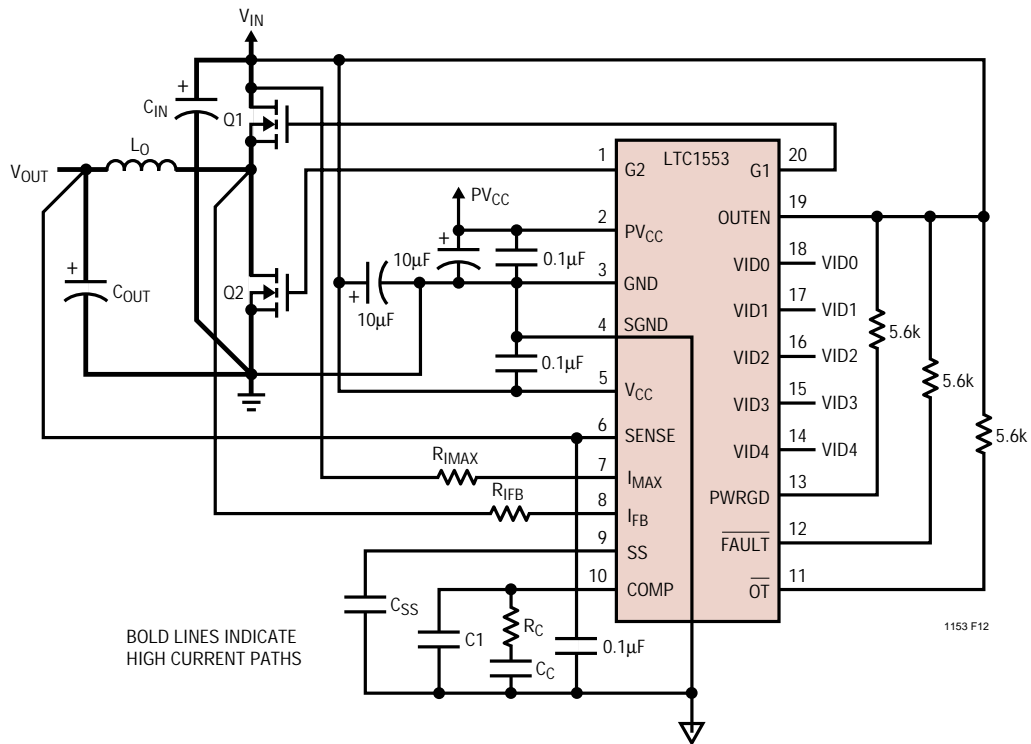 VIN
+
CIN
Q1
LO
VOUT
+
COUT
Q2
PVCC
+
10µF
0.1µF
+
10µF
0.1µF
RIMAX
RIFB
CSS
C1
RC
CC
0.1µF
LTC1553
1
G2
2
PVCC
3
GND
4
SGND
5
VCC
6
SENSE
7
IMAX
8
IFB
9
SS
10
COMP
20
G1
19
OUTEN
18
VID0
VID0
17
VID1
VID1
16
VID2
VID2
15
VID3
VID3
14
VID4
VID4
13
PWRGD
12
FAULT
11
OT
5.6k
5.6k
5.6k
BOLD LINES INDICATE
HIGH CURRENT PATHS
1153 F12